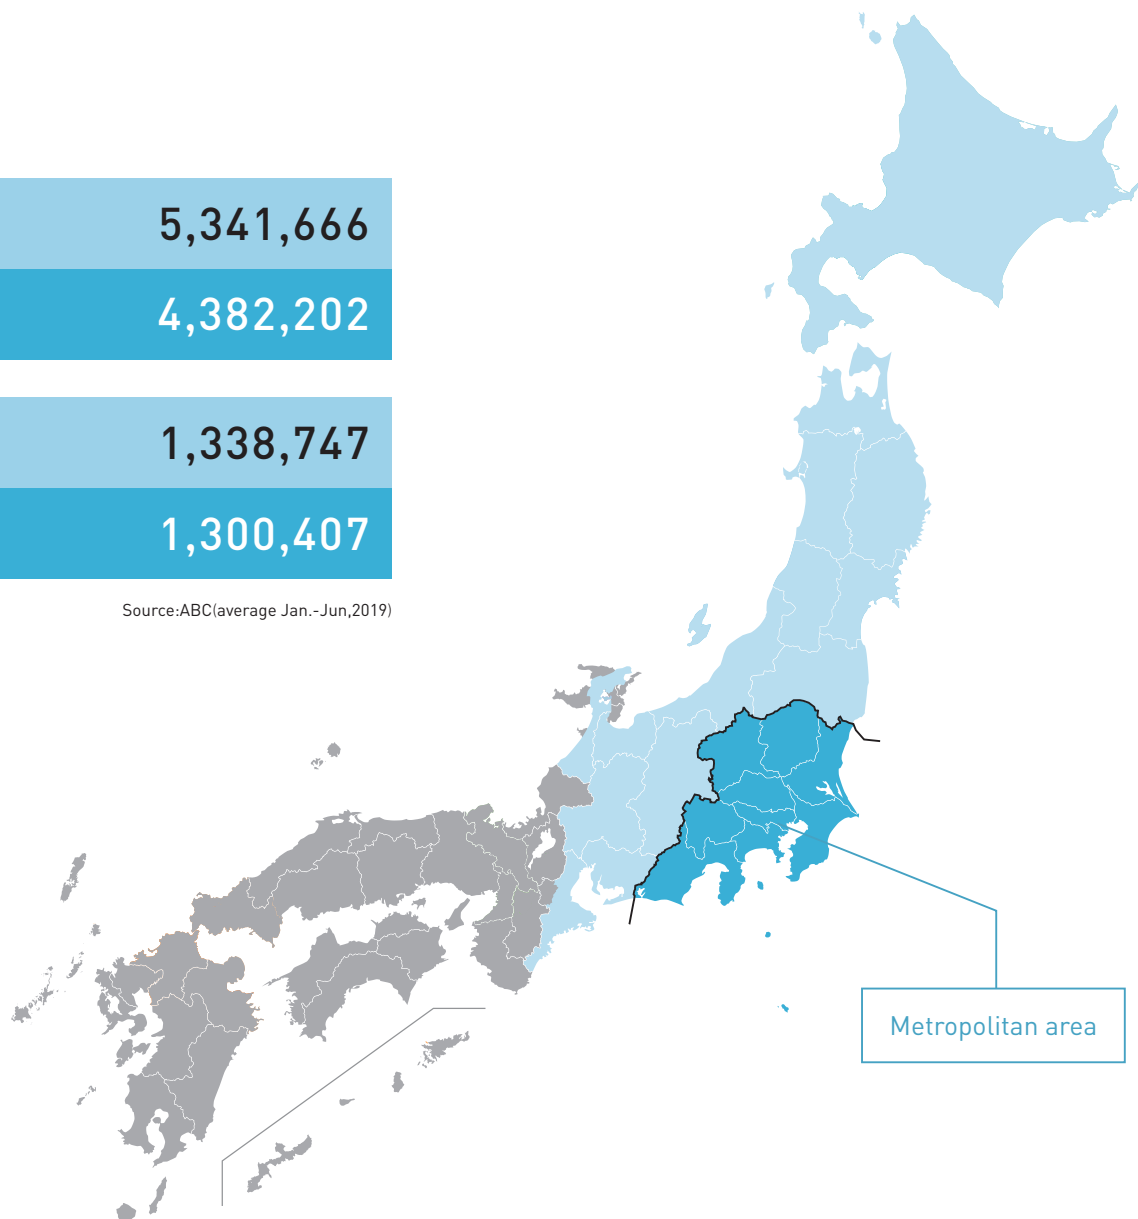 5,341,666
4,382,202
1,338,747
1,300,407
Source:ABC(average Jan.-Jun,2019)
Metropolitan area